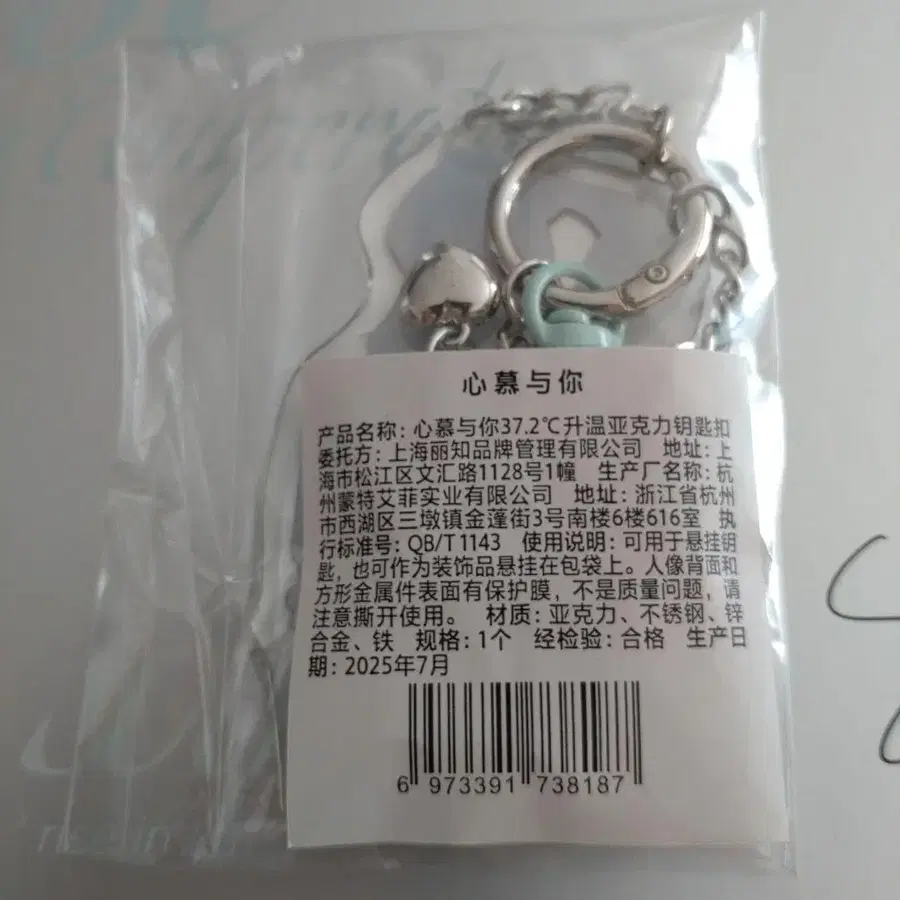 心慕与你
产品名称: 心慕与你37.2℃升温亚克力钥匙扣
委托方: 上海丽知品牌管理有限公司 地址: 上
海市松江区文汇路1128号1幢 生产厂名称: 杭
州蒙特艾菲实业有限公司 地址: 浙江省杭州
市西湖区三墩镇金蓬街3号南楼6楼616室 执
行标准号: QB/T1143 使用说明: 可用于悬挂钥
匙，也可作为装饰品悬挂在包袋上。人像背面和
方形金属件表面有保护膜，不是质量问题，请
注意撕开使用。 材质: 亚克力、不锈钢、锌
合金、铁 规格: 1个 经检验: 合格 生产日
期: 2025年7月
6 973391 738187